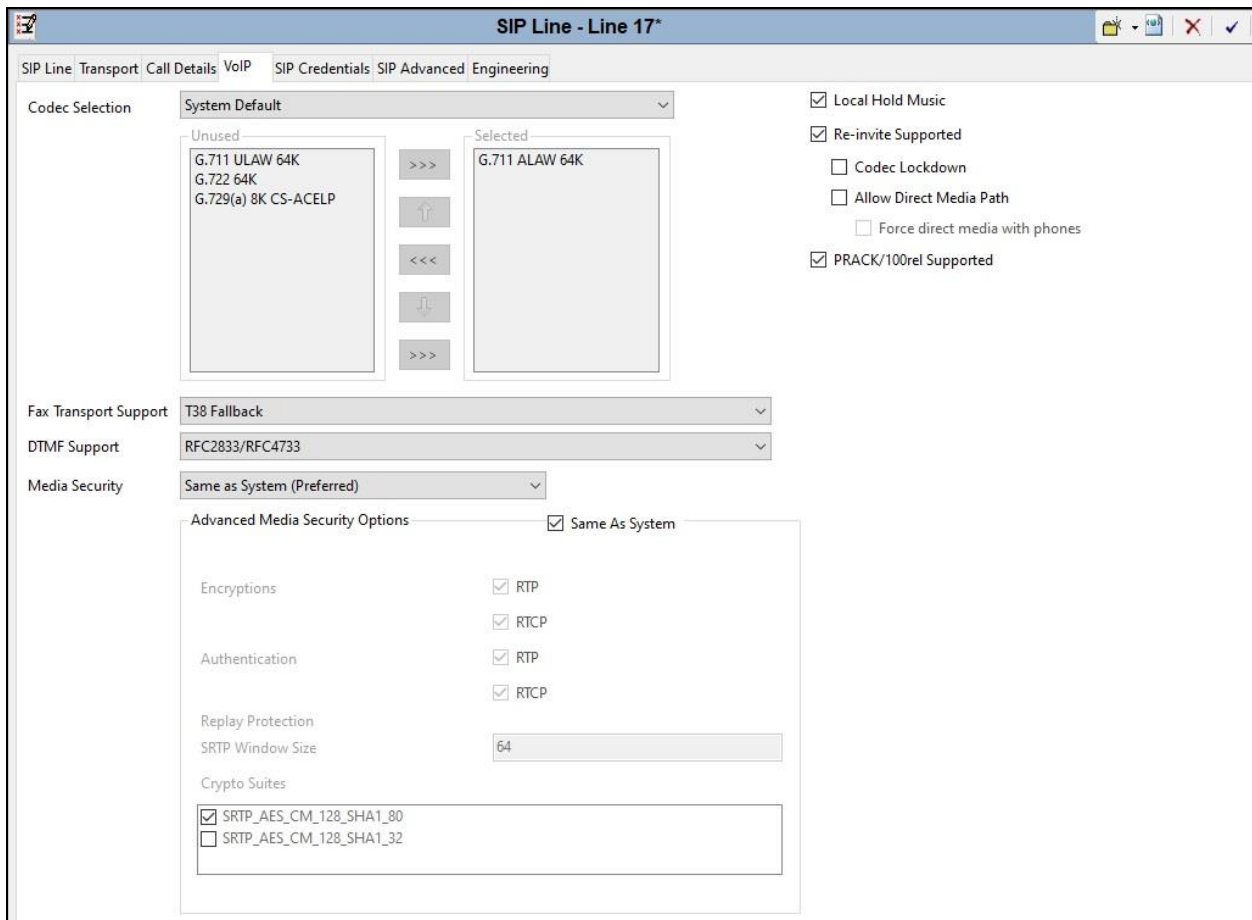 SIP Line - Line 17*
SIP Line Transport Call Details VoIP SIP Credentials SIP Advanced Engineering
Codec Selection
System Default
Unused
G.711 ULAW 64K
G.722 64K
G.729(a) 8K CS-ACELP
>>>
<<<
>>>
Selected
G.711 ALAW 64K
Local Hold Music
Re-invite Supported
Codec Lockdown
Allow Direct Media Path
Force direct media with phones
PRACK/100rel Supported
Fax Transport Support T38 Fallback
DTMF Support RFC2833/RFC4733
Media Security Same as System (Preferred)
Advanced Media Security Options Same As System
Encryptions RTP
RTCP
Authentication RTP
RTCP
Replay Protection
SRTP Window Size 64
Crypto Suites
SRTP_AES_CM_128_SHA1_80
SRTP_AES_CM_128_SHA1_32